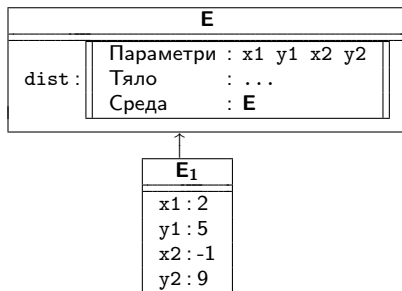 E
Параметри : x1 y1 x2 y2
dist : Тяло : ...
Среда : E
E1
x1 : 2
y1 : 5
x2 : -1
y2 : 9